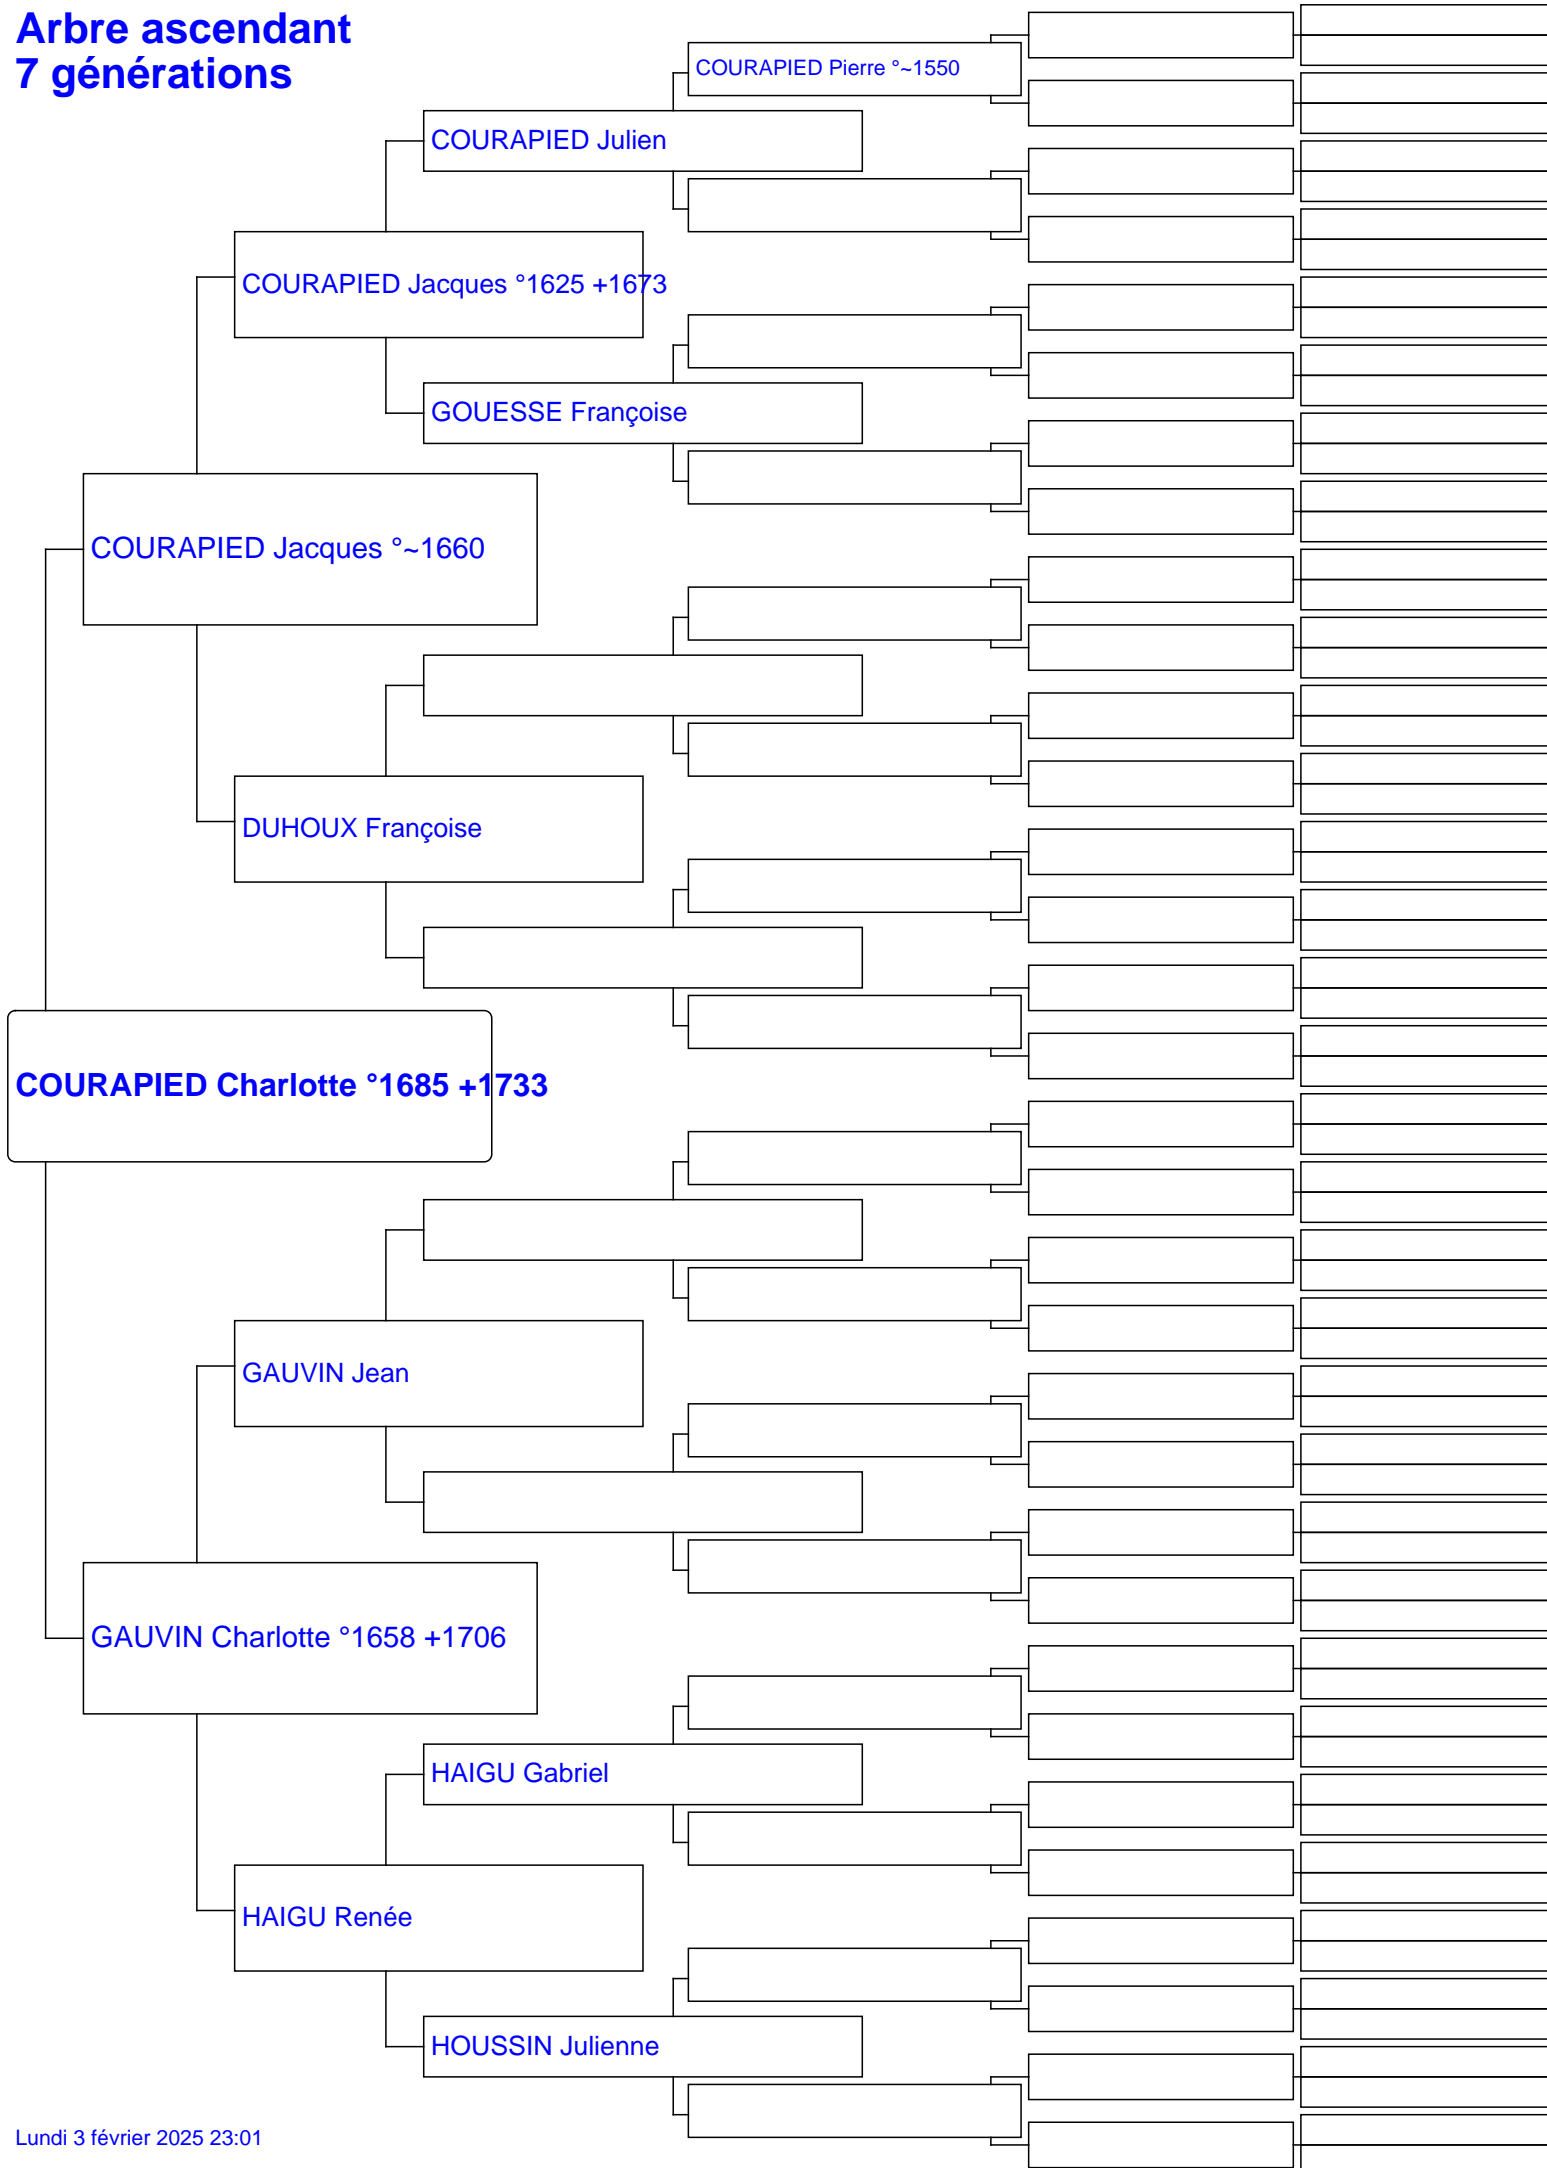 Arbre ascendant
7 générations
COURAPIED Pierre °~1550
COURAPIED Julien
COURAPIED Jacques °1625 +1673
GOUESSE Françoise
COURAPIED Jacques °~1660
DUHOUX Françoise
COURAPIED Charlotte °1685 +1733
GAUVIN Jean
GAUVIN Charlotte °1658 +1706
HAIGU Gabriel
HAIGU Renée
HOUSSIN Julienne
Lundi 3 février 2025 23:01